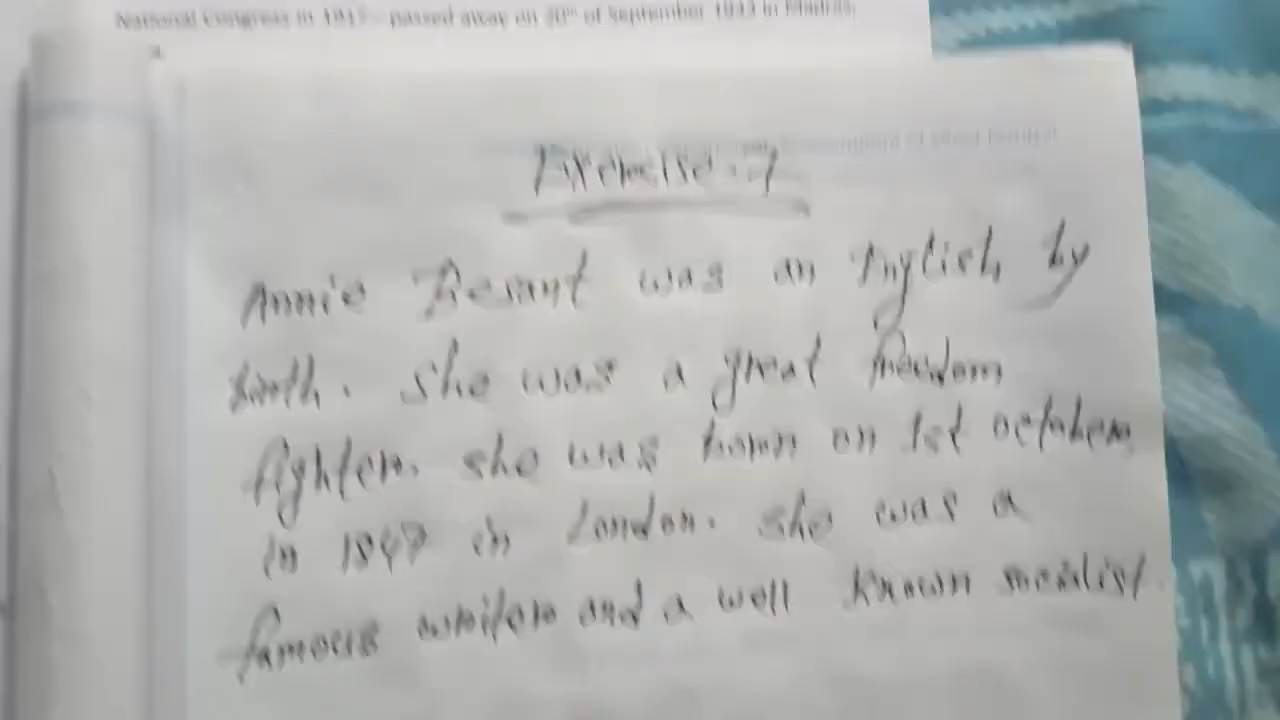 National Congress in 1917 – passed away on 20th of September 1933 in Madras.
Exercise-7
Annie Besant was an English by
birth. She was a great freedom
fighter. she was born on 1st october
in 1847 in London. she was a
famous writer and a well known socialist.